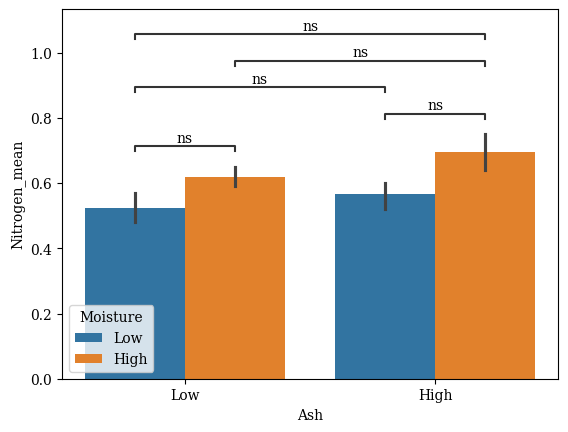 ns
ns
ns
ns
ns
1.0
0.8
0.6
0.4
0.2
0.0
Nitrogen_mean
Moisture
Low
High
Low High
Ash